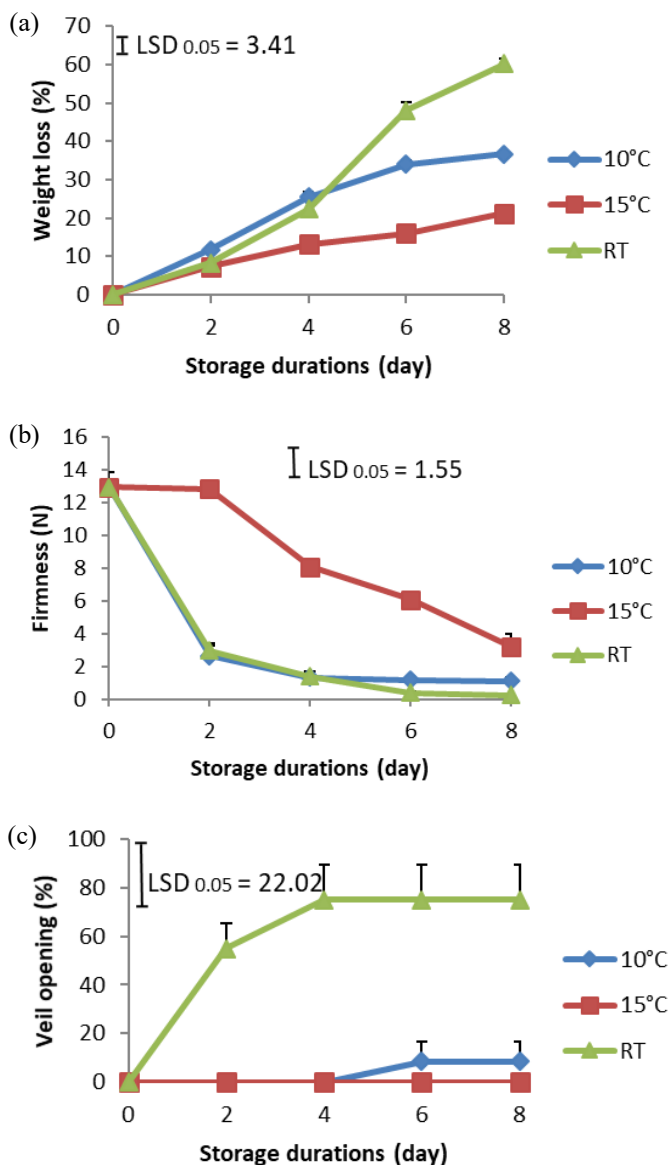 (a)
70
60
50
40
30
20
10
0
LSD 0.05 = 3.41
Weight loss (%)
0 2 4 6 8
Storage durations (day)
10°C
15°C
RT
(b)
16
14
12
10
8
6
4
2
0
LSD 0.05 = 1.55
Firmness (N)
0 2 4 6 8
Storage durations (day)
10°C
15°C
RT
(c)
100
80
60
40
20
0
LSD 0.05 = 22.02
Veil opening (%)
0 2 4 6 8
Storage durations (day)
10°C
15°C
RT